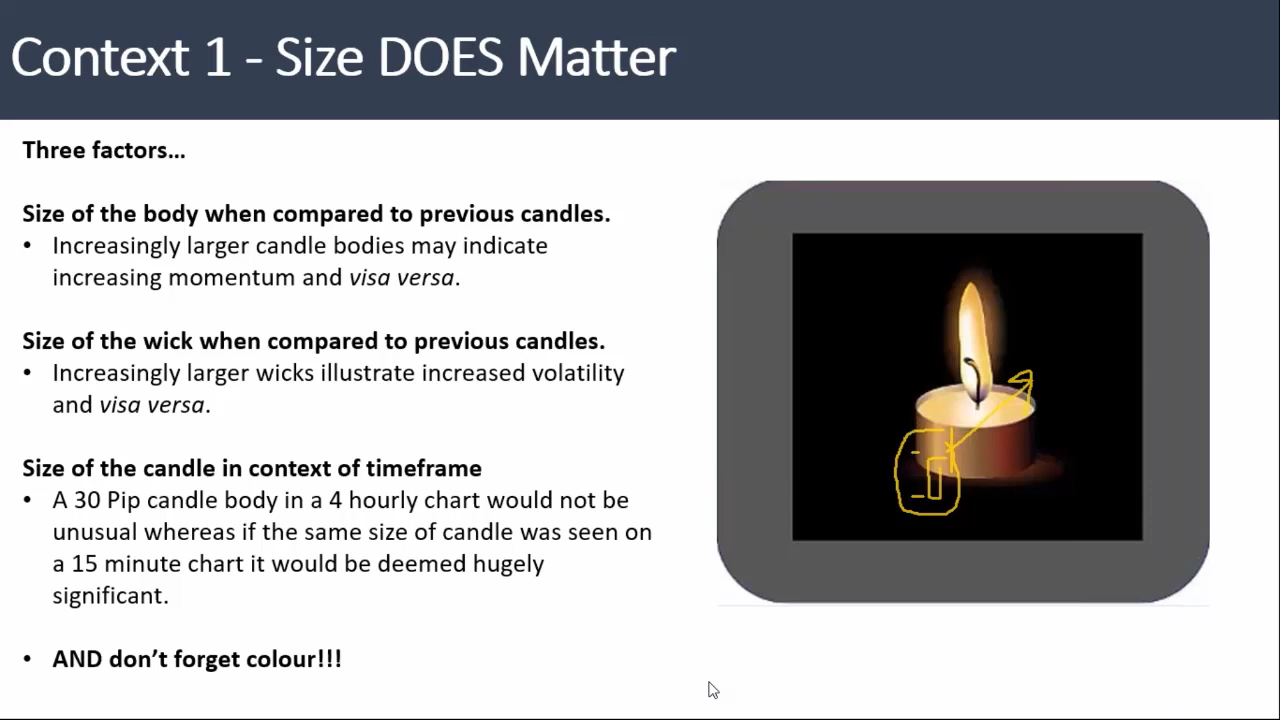 Context 1 - Size DOES Matter
Three factors...
Size of the body when compared to previous candles.
• Increasingly larger candle bodies may indicate
increasing momentum and visa versa.
Size of the wick when compared to previous candles.
• Increasingly larger wicks illustrate increased volatility
and visa versa.
Size of the candle in context of timeframe
• A 30 Pip candle body in a 4 hourly chart would not be
unusual whereas if the same size of candle was seen on
a 15 minute chart it would be deemed hugely
significant.
• AND don't forget colour!!!